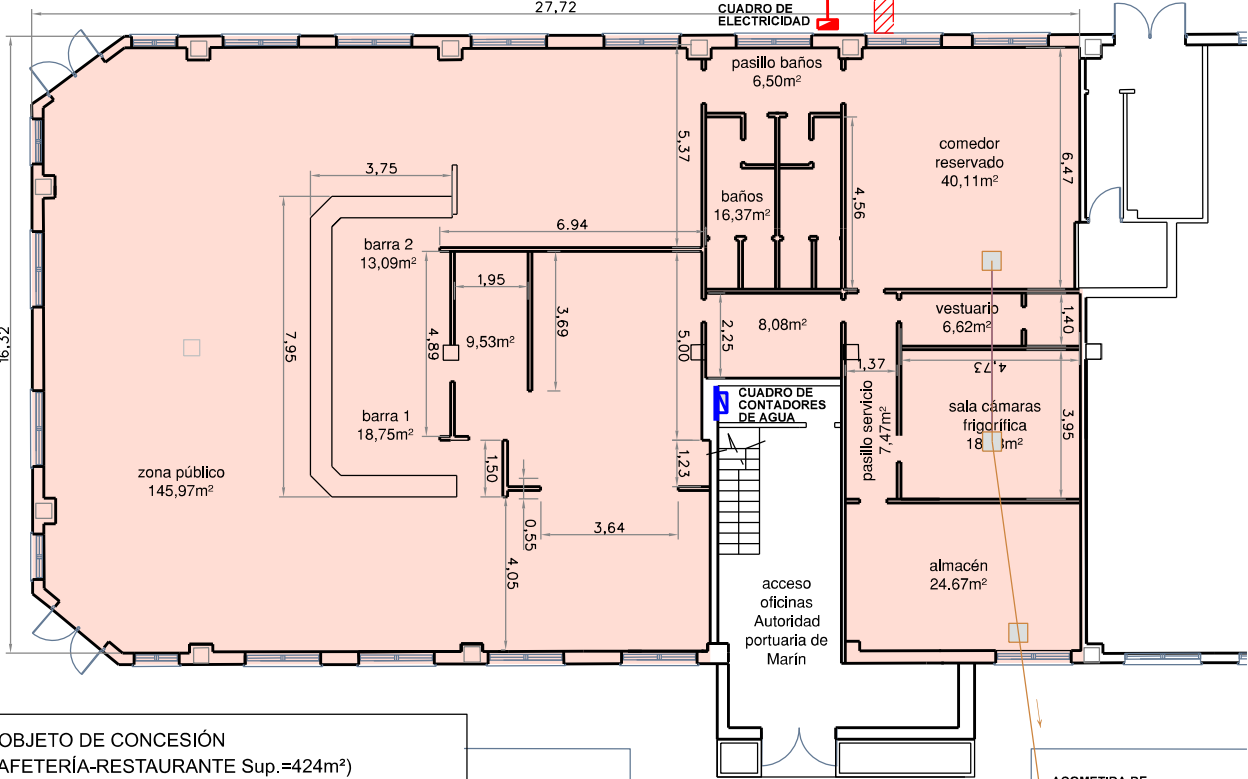 27,72
CUADRO DE
ELECTRICIDAD
pasillo baños
6,50m²
5,37
comedor
reservado
40,11m²
6,47
3,75
4,56
baños
16,37m²
6.94
barra 2
13,09m²
1,95
3,69
9,53m²
4,89
5,00
2,25
8,08m²
vestuario
6,62m²
1,40
16,32
7,95
1,37
4,73
CUADRO DE
CONTADORES
DE AGUA
pasillo servicio
7,47m²
sala cámaras
frigorífica
3,95
barra 1
18,75m²
1,50
1,23
zona público
145,97m²
0,55
3,64
4,05
almacén
24.67m²
acceso
oficinas
Autoridad
portuaria de
Marín
OBJETO DE CONCESIÓN
AFETERÍA-RESTAURANTE Sup.=424m²)